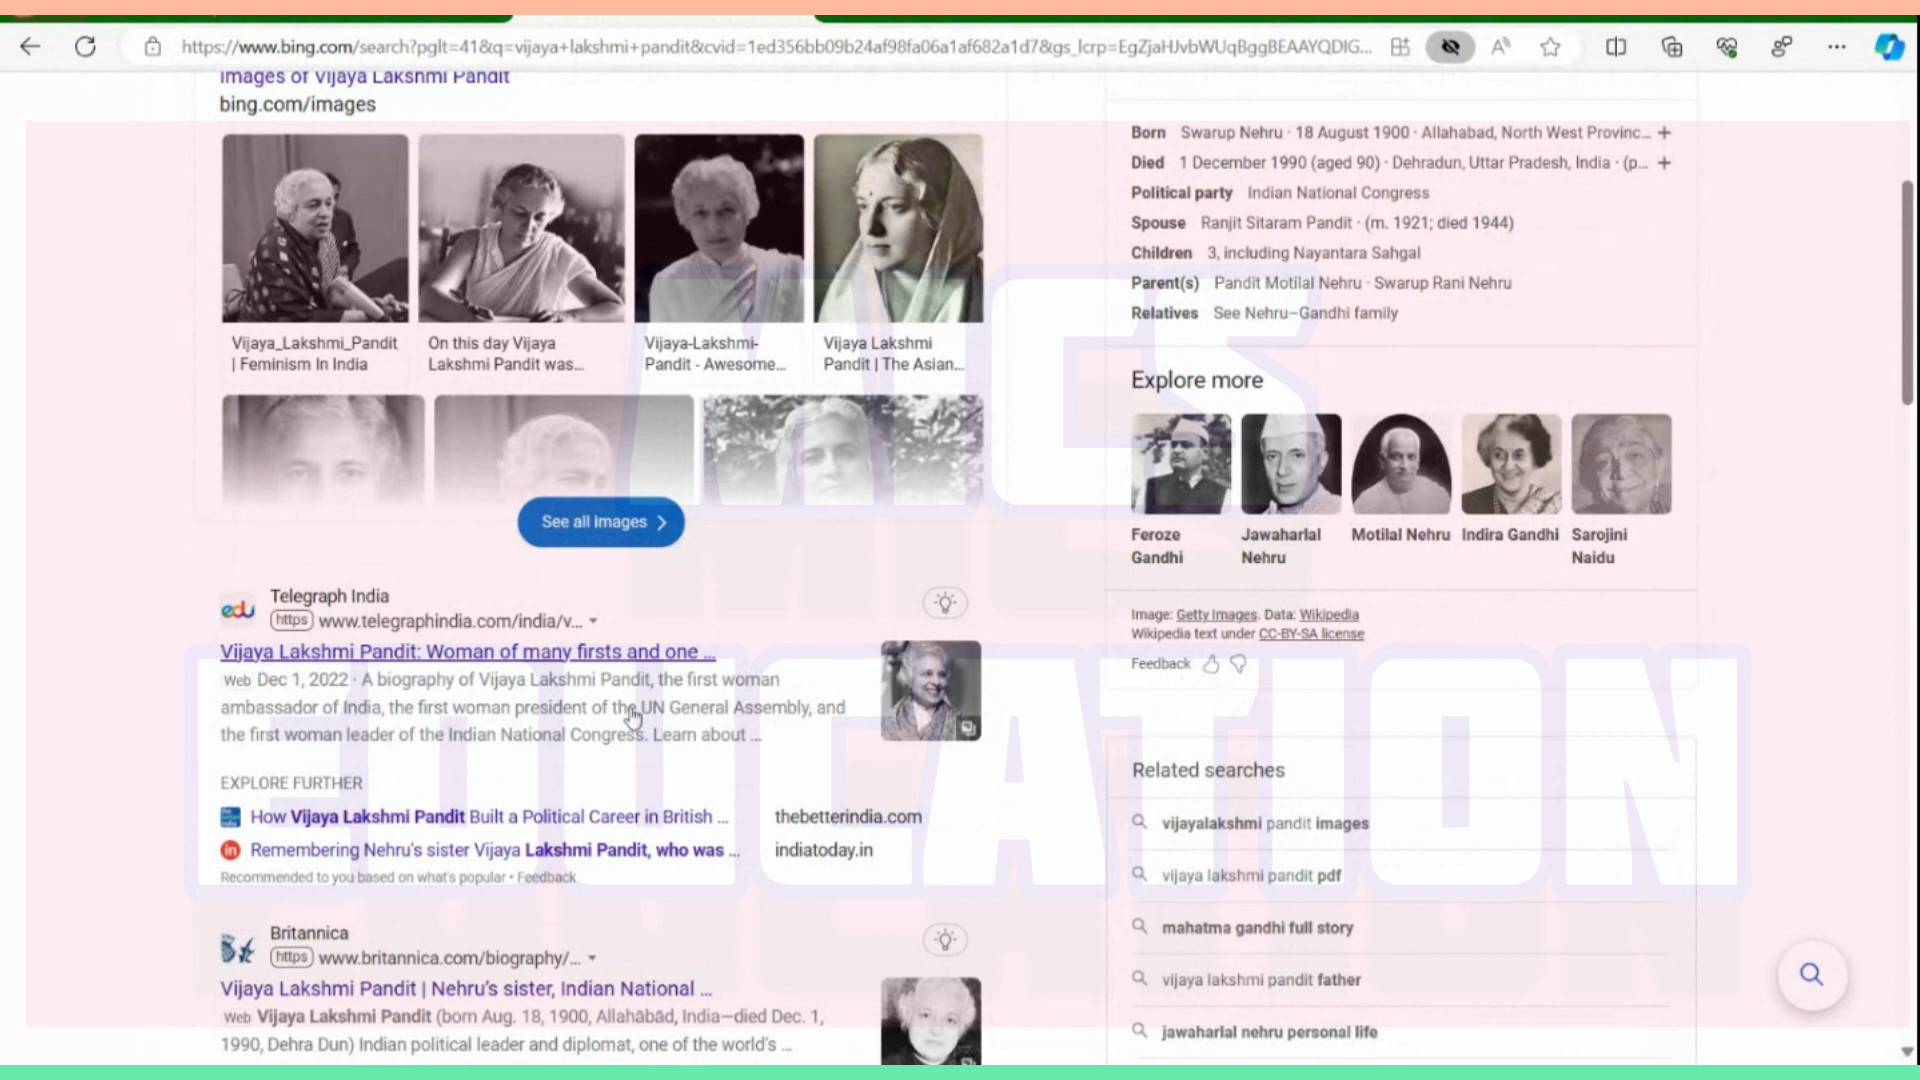 https://www.bing.com/search?pglt=41&q=vijaya+lakshmi+pandit&cvid=1ed356bb09b24af98fa06a1af682a1d7&gs_lcrp=EgZjaHJvbWUqBggBEAAYQDIG...
Images of Vijaya Lakshmi Pandit
bing.com/images
Vijaya_Lakshmi_Pandit
| Feminism In India
On this day Vijaya
Lakshmi Pandit was...
Vijaya-Lakshmi-
Pandit - Awesome...
Vijaya Lakshmi
Pandit | The Asian...
See all images
Telegraph India
https www.telegraphindia.com/india/v...
Vijaya Lakshmi Pandit: Woman of many firsts and one ...
Web Dec 1, 2022 · A biography of Vijaya Lakshmi Pandit, the first woman
ambassador of India, the first woman president of the UN General Assembly, and
the first woman leader of the Indian National Congress. Learn about ...
EXPLORE FURTHER
How Vijaya Lakshmi Pandit Built a Political Career in British ... thebetterindia.com
Remembering Nehru's sister Vijaya Lakshmi Pandit, who was ... indiatoday.in
Recommended to you based on what's popular • Feedback
Britannica
https www.britannica.com/biography/...
Vijaya Lakshmi Pandit | Nehru's sister, Indian National ...
Web Vijaya Lakshmi Pandit (born Aug. 18, 1900, Allahābād, India—died Dec. 1,
1990, Dehra Dun) Indian political leader and diplomat, one of the world's ...
Born Swarup Nehru · 18 August 1900 · Allahabad, North West Provinc...
Died 1 December 1990 (aged 90) · Dehradun, Uttar Pradesh, India · (p...
Political party Indian National Congress
Spouse Ranjit Sitaram Pandit · (m. 1921; died 1944)
Children 3, including Nayantara Sahgal
Parent(s) Pandit Motilal Nehru · Swarup Rani Nehru
Relatives See Nehru–Gandhi family
Explore more
Feroze
Gandhi
Jawaharlal
Nehru
Motilal Nehru
Indira Gandhi
Sarojini
Naidu
Image: Getty Images. Data: Wikipedia
Wikipedia text under CC-BY-SA license
Feedback
Related searches
vijayalakshmi pandit images
vijaya lakshmi pandit pdf
mahatma gandhi full story
vijaya lakshmi pandit father
jawaharlal nehru personal life
MCS
EDUCATION